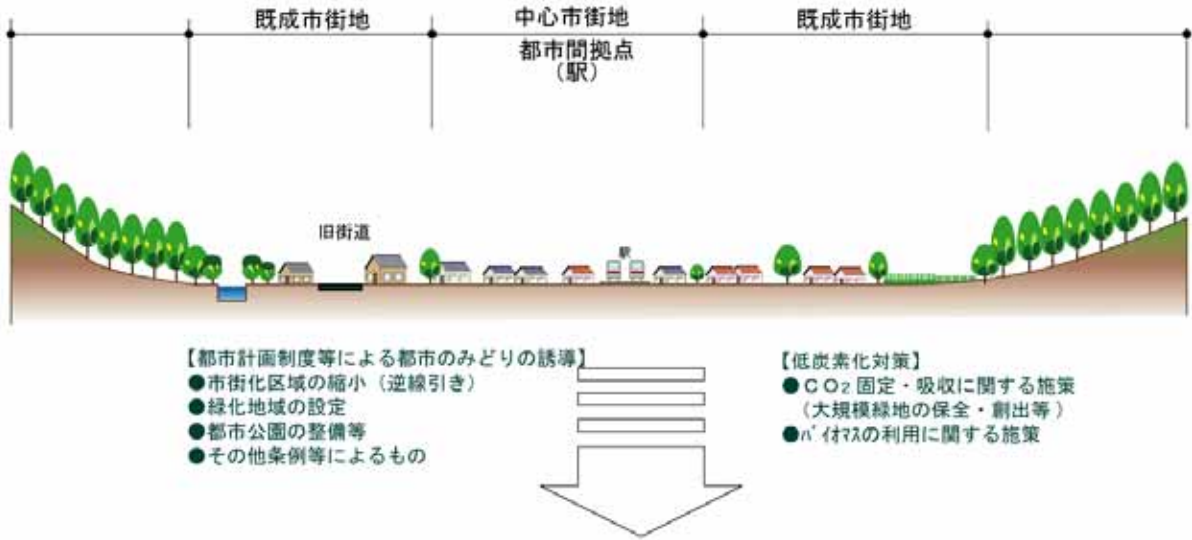 既成市街地
中心市街地
既成市街地
都市間拠点
（駅）
旧街道
駅
【都市計画制度等による都市のみどりの誘導】
●市街化区域の縮小（逆線引き）
●緑化地域の設定
●都市公園の整備等
●その他条例等によるもの
【低炭素化対策】
●ＣＯ₂固定・吸収に関する施策
（大規模緑地の保全・創出等）
●ﾊﾞｲｵﾏｽの利用に関する施策